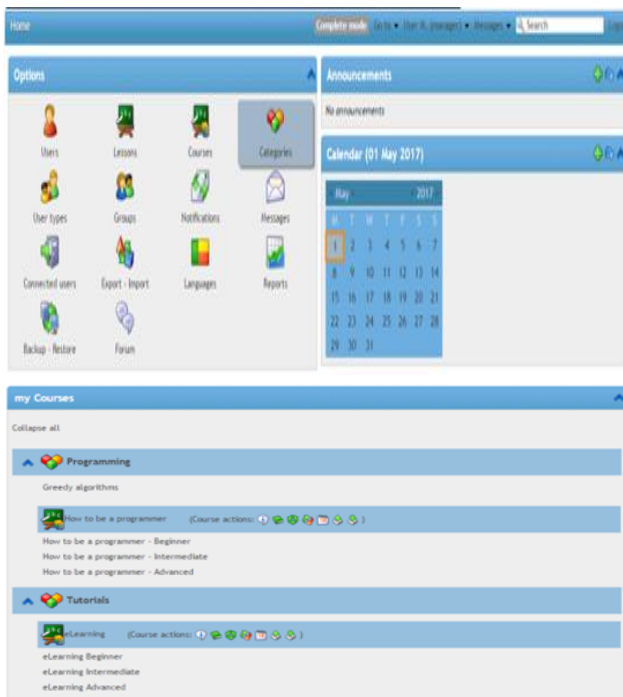 Home Complete mode Go to User M. (manager) Messages Search
Options
Users Lessons Courses Categories
User types Groups Notifications Messages
Connected users Export - Import Languages Reports
Backup - Restore Forum
Announcements
No announcements
Calendar (01 May 2017)
May 2017
M T W T F S S
1 2 3 4 5 6 7
8 9 10 11 12 13 14
15 16 17 18 19 20 21
22 23 24 25 26 27 28
29 30 31
my Courses
Collapse all
Programming
Greedy algorithms
How to be a programmer (Course actions: )
How to be a programmer - Beginner
How to be a programmer - Intermediate
How to be a programmer - Advanced
Tutorials
eLearning (Course actions: )
eLearning Beginner
eLearning Intermediate
eLearning Advanced